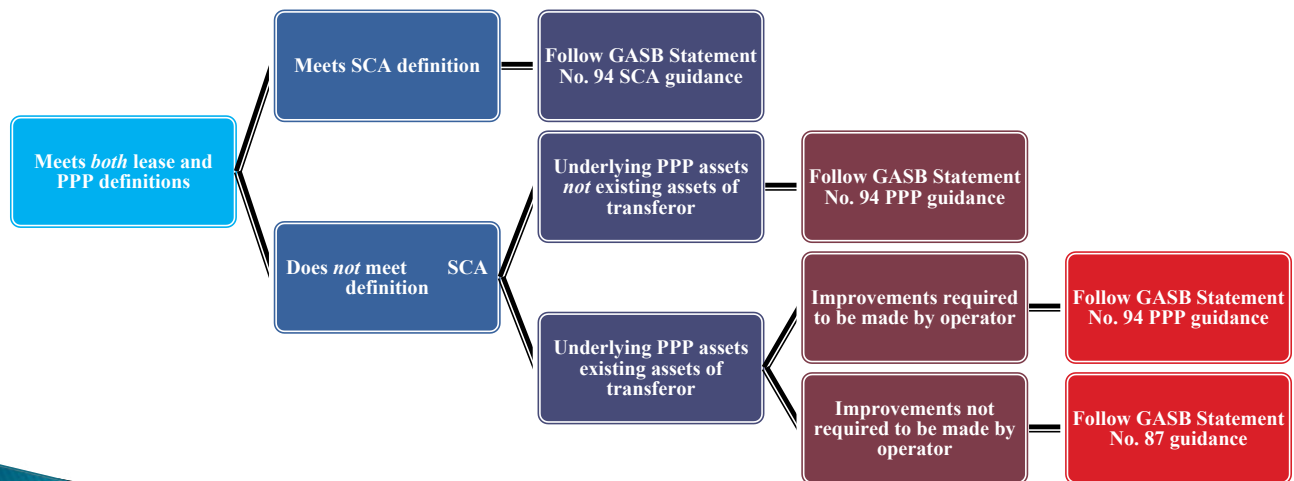 Meets both lease and
PPP definitions
Meets SCA definition
Follow GASB Statement
No. 94 SCA guidance
Does not meet SCA
definition
Underlying PPP assets
not existing assets of
transferor
Follow GASB Statement
No. 94 PPP guidance
Underlying PPP assets
existing assets of
transferor
Improvements required
to be made by operator
Follow GASB Statement
No. 94 PPP guidance
Improvements not
required to be made by
operator
Follow GASB Statement
No. 87 guidance